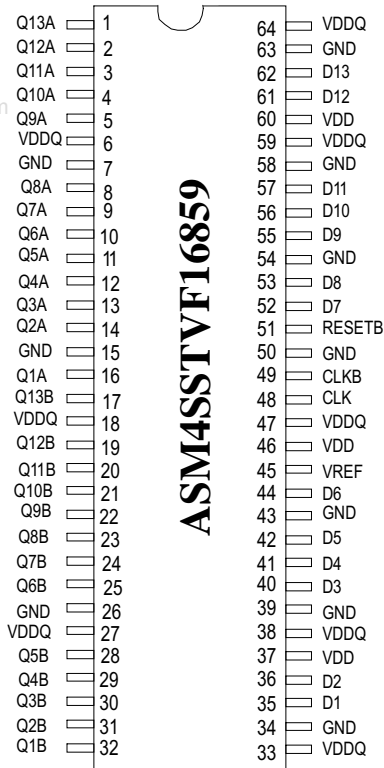 Q13A 1
Q12A 2
Q11A 3
Q10A 4
Q9A 5
VDDQ 6
GND 7
Q8A 8
Q7A 9
Q6A 10
Q5A 11
Q4A 12
Q3A 13
Q2A 14
GND 15
Q1A 16
Q13B 17
VDDQ 18
Q12B 19
Q11B 20
Q10B 21
Q9B 22
Q8B 23
Q7B 24
Q6B 25
GND 26
VDDQ 27
Q5B 28
Q4B 29
Q3B 30
Q2B 31
Q1B 32
ASM4SSTVF16859
64 VDDQ
63 GND
62 D13
61 D12
60 VDD
59 VDDQ
58 GND
57 D11
56 D10
55 D9
54 GND
53 D8
52 D7
51 RESETB
50 GND
49 CLKB
48 CLK
47 VDDQ
46 VDD
45 VREF
44 D6
43 GND
42 D5
41 D4
40 D3
39 GND
38 VDDQ
37 VDD
36 D2
35 D1
34 GND
33 VDDQ